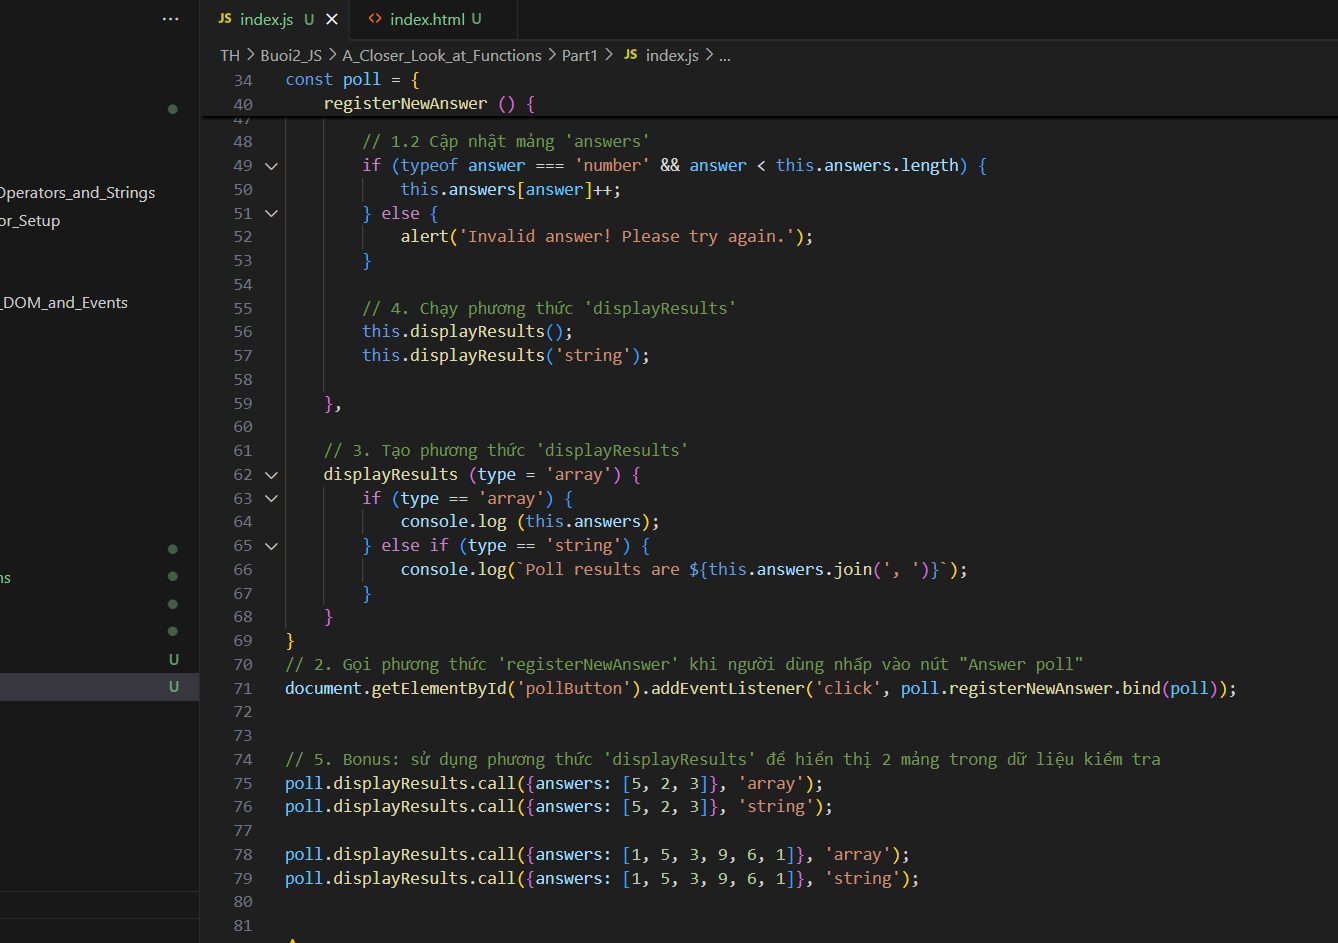 ...
JS index.js U ×
<> index.html U
TH > Buoi2_JS > A_Closer_Look_at_Functions > Part1 > JS index.js > ...
34 const poll = {
40 registerNewAnswer () {
47
48 // 1.2 Cập nhật mảng 'answers'
49 if (typeof answer === 'number' && answer < this.answers.length) {
50 this.answers[answer]++;
51 } else {
52 alert('Invalid answer! Please try again.');
53 }
54
55 // 4. Chạy phương thức 'displayResults'
56 this.displayResults();
57 this.displayResults('string');
58
59 },
60
61 // 3. Tạo phương thức 'displayResults'
62 displayResults (type = 'array') {
63 if (type == 'array') {
64 console.log (this.answers);
65 } else if (type == 'string') {
66 console.log(`Poll results are ${this.answers.join(', ')}`);
67 }
68 }
69 }
70 // 2. Gọi phương thức 'registerNewAnswer' khi người dùng nhấp vào nút "Answer poll"
71 document.getElementById('pollButton').addEventListener('click', poll.registerNewAnswer.bind(poll));
72
73
74 // 5. Bonus: sử dụng phương thức 'displayResults' để hiển thị 2 mảng trong dữ liệu kiểm tra
75 poll.displayResults.call({answers: [5, 2, 3]}, 'array');
76 poll.displayResults.call({answers: [5, 2, 3]}, 'string');
77
78 poll.displayResults.call({answers: [1, 5, 3, 9, 6, 1]}, 'array');
79 poll.displayResults.call({answers: [1, 5, 3, 9, 6, 1]}, 'string');
80
81
Operators_and_Strings
or_Setup
_DOM_and_Events
ns
U
U